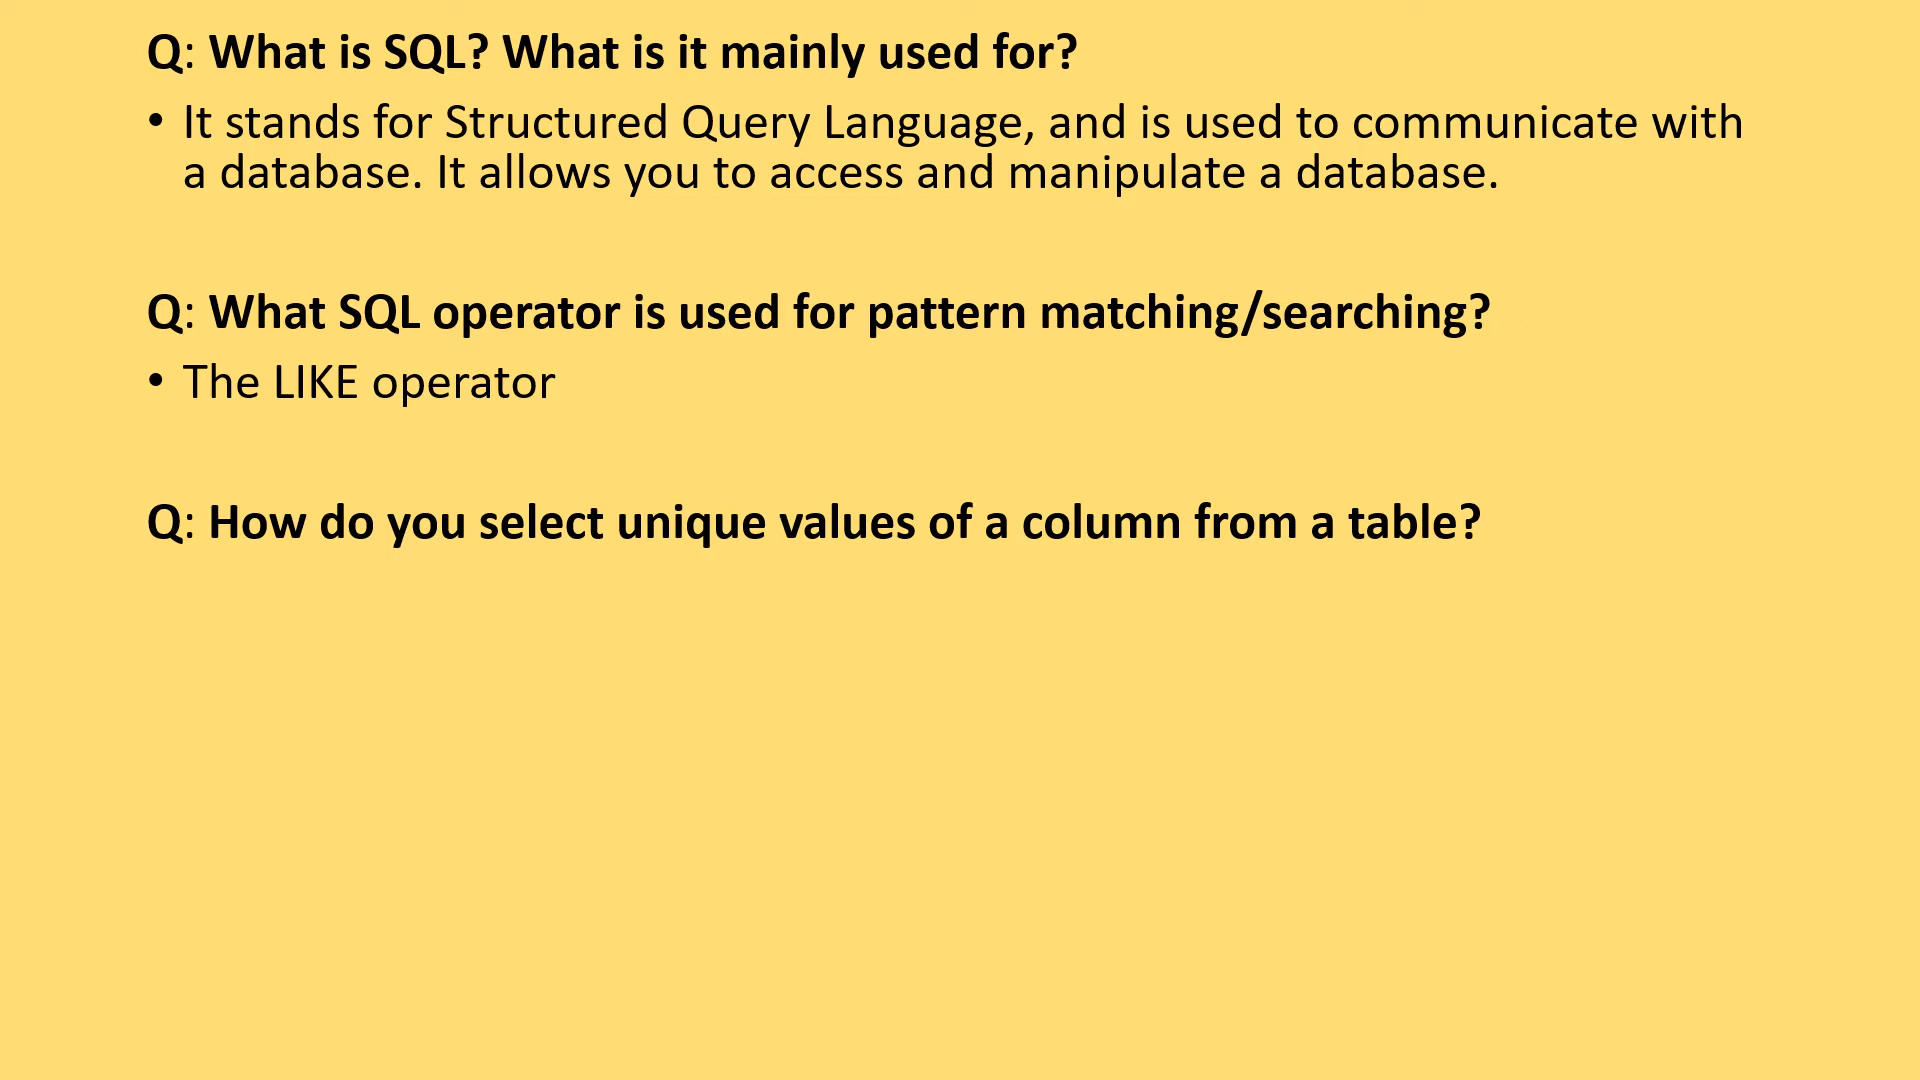 Q: What is SQL? What is it mainly used for?
• It stands for Structured Query Language, and is used to communicate with
a database. It allows you to access and manipulate a database.
Q: What SQL operator is used for pattern matching/searching?
• The LIKE operator
Q: How do you select unique values of a column from a table?